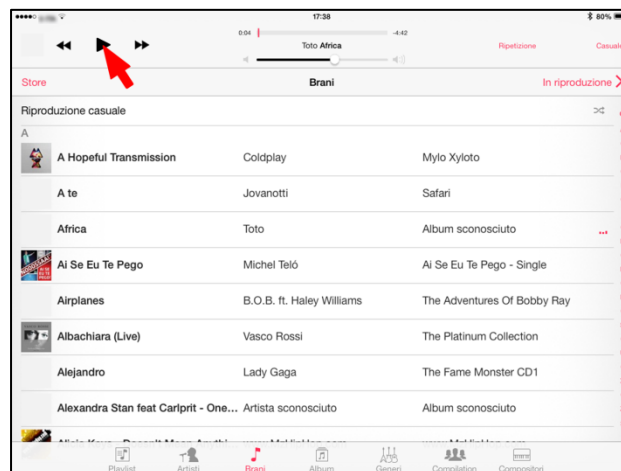 17:38
80%
0:04
-4:42
Toto Africa
Ripetizione
Casuale
Store
Brani
In riproduzione
Riproduzione casuale
A
A Hopeful Transmission Coldplay Mylo Xyloto
A te Jovanotti Safari
Africa Toto Album sconosciuto
Ai Se Eu Te Pego Michel Teló Ai Se Eu Te Pego - Single
Airplanes B.O.B. ft. Haley Williams The Adventures Of Bobby Ray
Albachiara (Live) Vasco Rossi The Platinum Collection
Alejandro Lady Gaga The Fame Monster CD1
Alexandra Stan feat Carlprit - One... Artista sconosciuto Album sconosciuto
Playlist Artisti Brani Album Generi Compilation Compositori